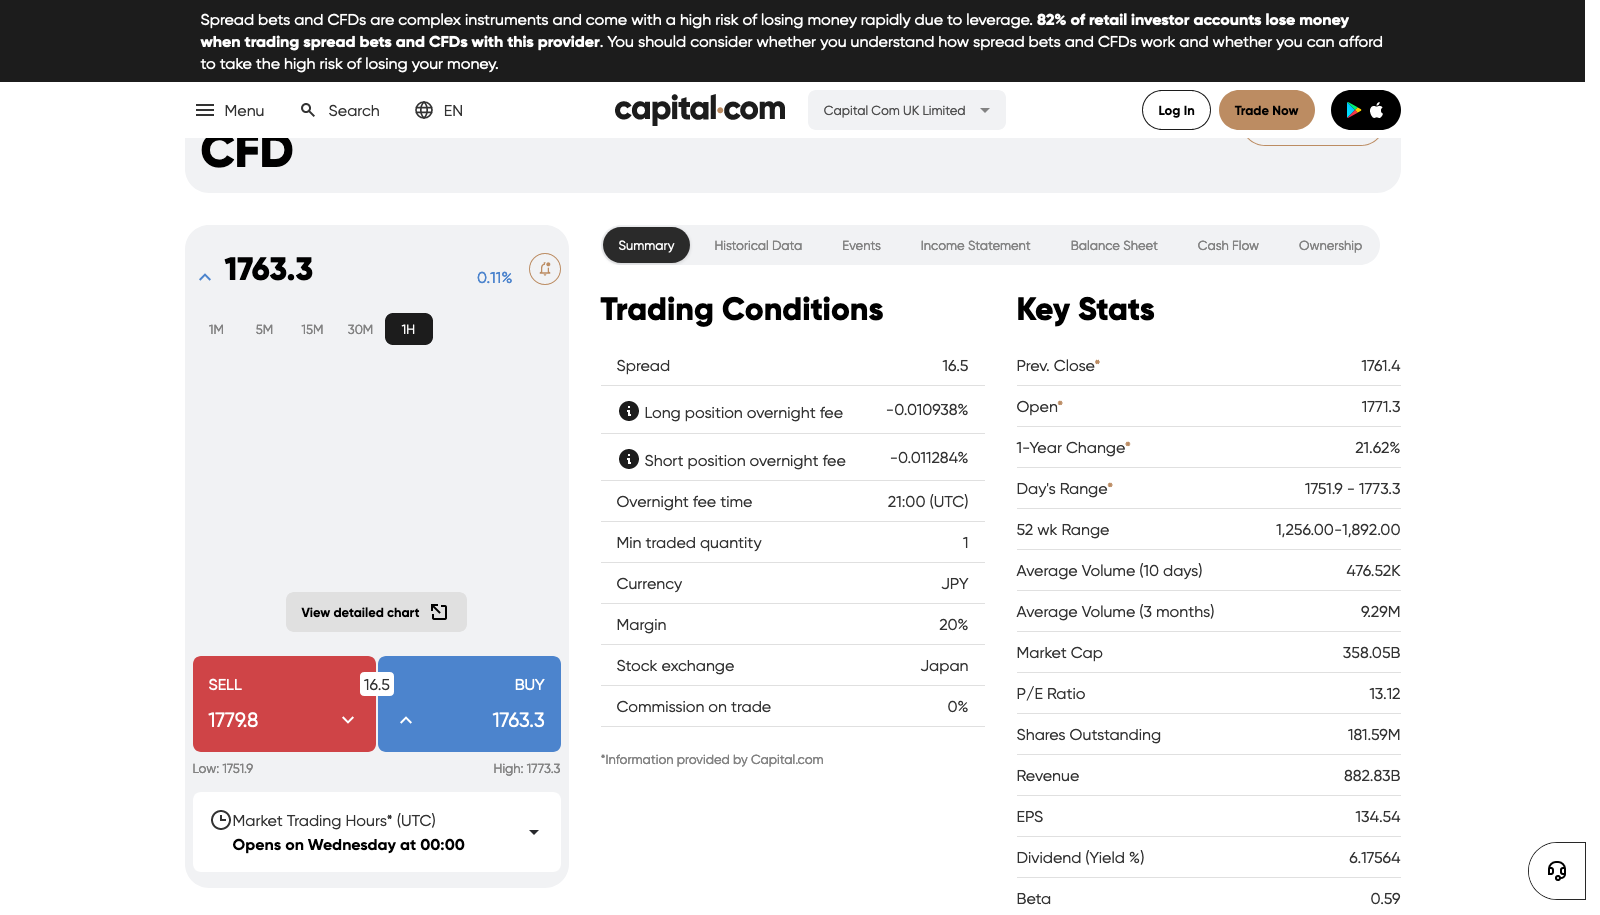 Spread bets and CFDs are complex instruments and come with a high risk of losing money rapidly due to leverage. 82% of retail investor accounts lose money
when trading spread bets and CFDs with this provider. You should consider whether you understand how spread bets and CFDs work and whether you can afford
to take the high risk of losing your money.
Menu
Search
EN
capital.com
Capital Com UK Limited
Log In
Trade Now
CFD
1763.3
0.11%
1M
5M
15M
30M
1H
View detailed chart
SELL
1779.8
16.5
BUY
1763.3
Low: 1751.9
High: 1773.3
Market Trading Hours* (UTC)
Opens on Wednesday at 00:00
Summary
Historical Data
Events
Income Statement
Balance Sheet
Cash Flow
Ownership
Trading Conditions
Spread 16.5
Long position overnight fee -0.010938%
Short position overnight fee -0.011284%
Overnight fee time 21:00 (UTC)
Min traded quantity 1
Currency JPY
Margin 20%
Stock exchange Japan
Commission on trade 0%
*Information provided by Capital.com
Key Stats
Prev. Close* 1761.4
Open* 1771.3
1-Year Change* 21.62%
Day's Range* 1751.9 - 1773.3
52 wk Range 1,256.00-1,892.00
Average Volume (10 days) 476.52K
Average Volume (3 months) 9.29M
Market Cap 358.05B
P/E Ratio 13.12
Shares Outstanding 181.59M
Revenue 882.83B
EPS 134.54
Dividend (Yield %) 6.17564
Beta 0.59